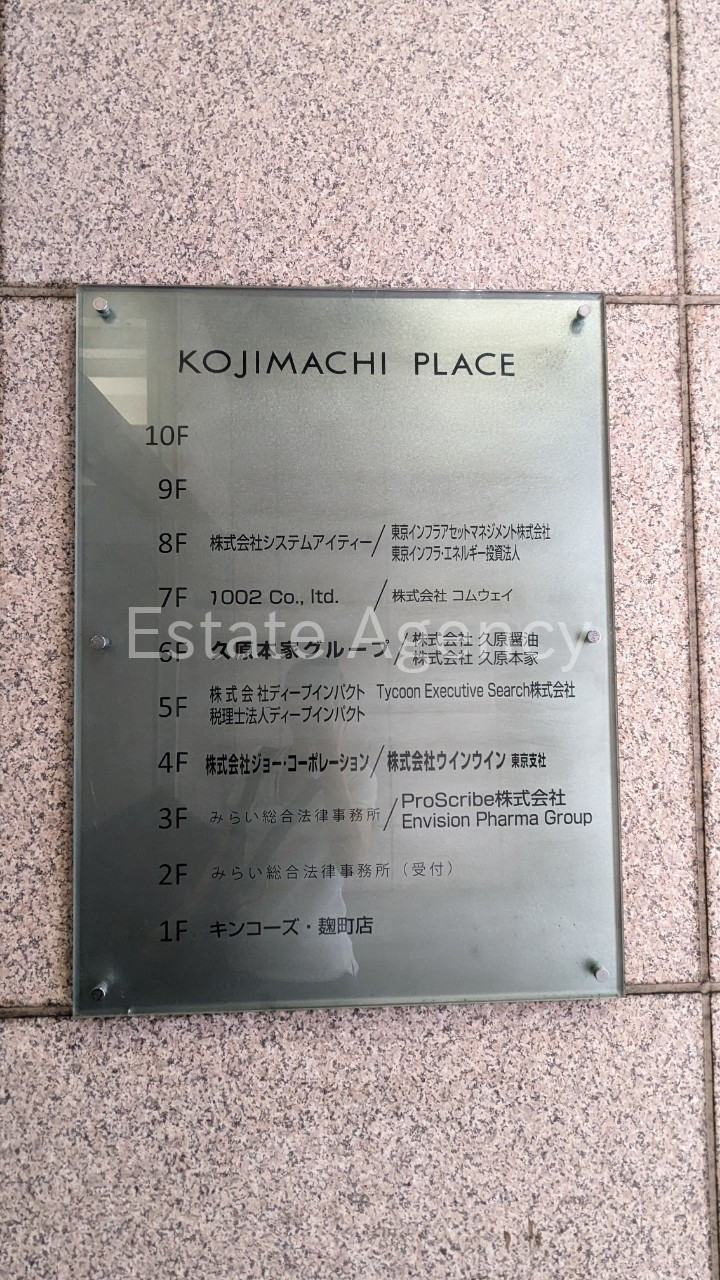 KOJIMACHI PLACE
10F
9F
8F 株式会社システムアイティー/東京インフラアセットマネジメント株式会社
東京インフラ・エネルギー投資法人
7F 1002 Co., ltd. /株式会社 コムウェイ
Estate Agency
6F 久原本家グループ/株式会社 久原醤油
株式会社 久原本家
5F 株式会社ディープインパクト Tycoon Executive Search株式会社
税理士法人ディープインパクト
4F 株式会社ジョー・コーポレーション/株式会社ウインウイン 東京支社
3F みらい総合法律事務所/ProScribe株式会社
Envision Pharma Group
2F みらい総合法律事務所（受付）
1F キンコーズ・麹町店